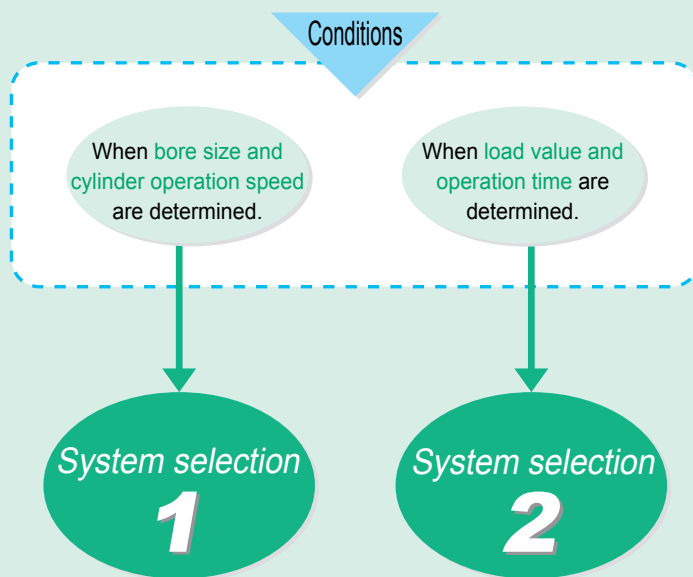 Conditions
When bore size and
cylinder operation speed
are determined.
When load value and
operation time are
determined.
System selection
1
System selection
2